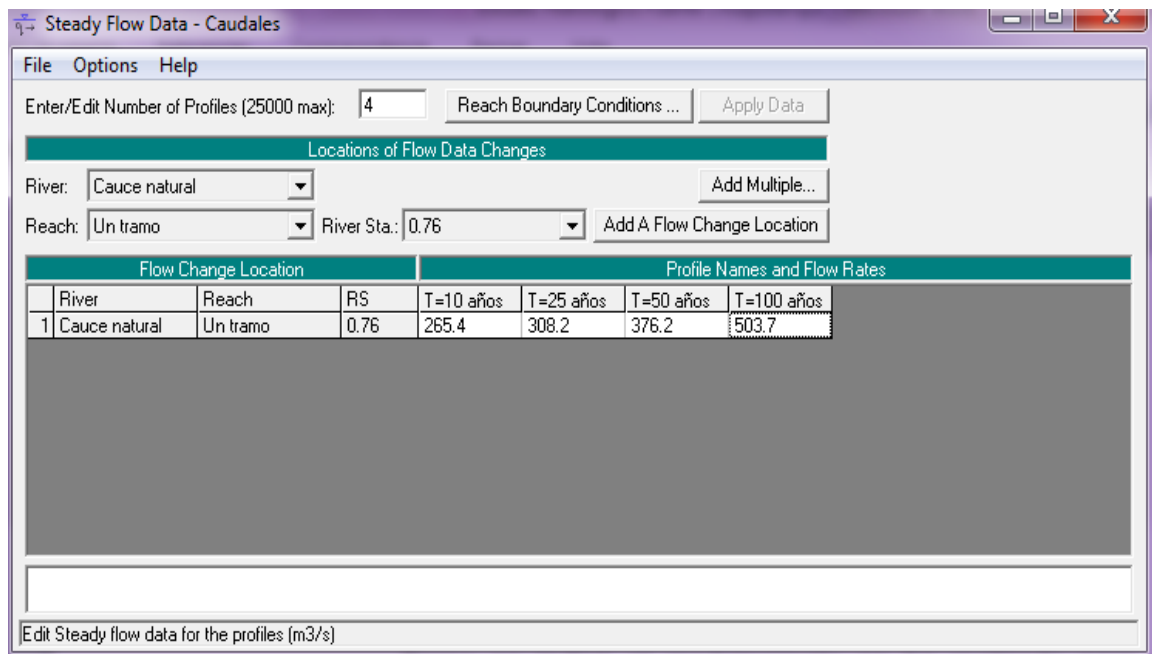 Steady Flow Data - Caudales
File Options Help
Enter/Edit Number of Profiles (25000 max): 4 Reach Boundary Conditions ... Apply Data
Locations of Flow Data Changes
River: Cauce natural Add Multiple...
Reach: Un tramo River Sta.: 0.76 Add A Flow Change Location
Flow Change Location Profile Names and Flow Rates
River Reach RS T=10 años T=25 años T=50 años T=100 años
1 Cauce natural Un tramo 0.76 265.4 308.2 376.2 503.7
Edit Steady flow data for the profiles (m3/s)